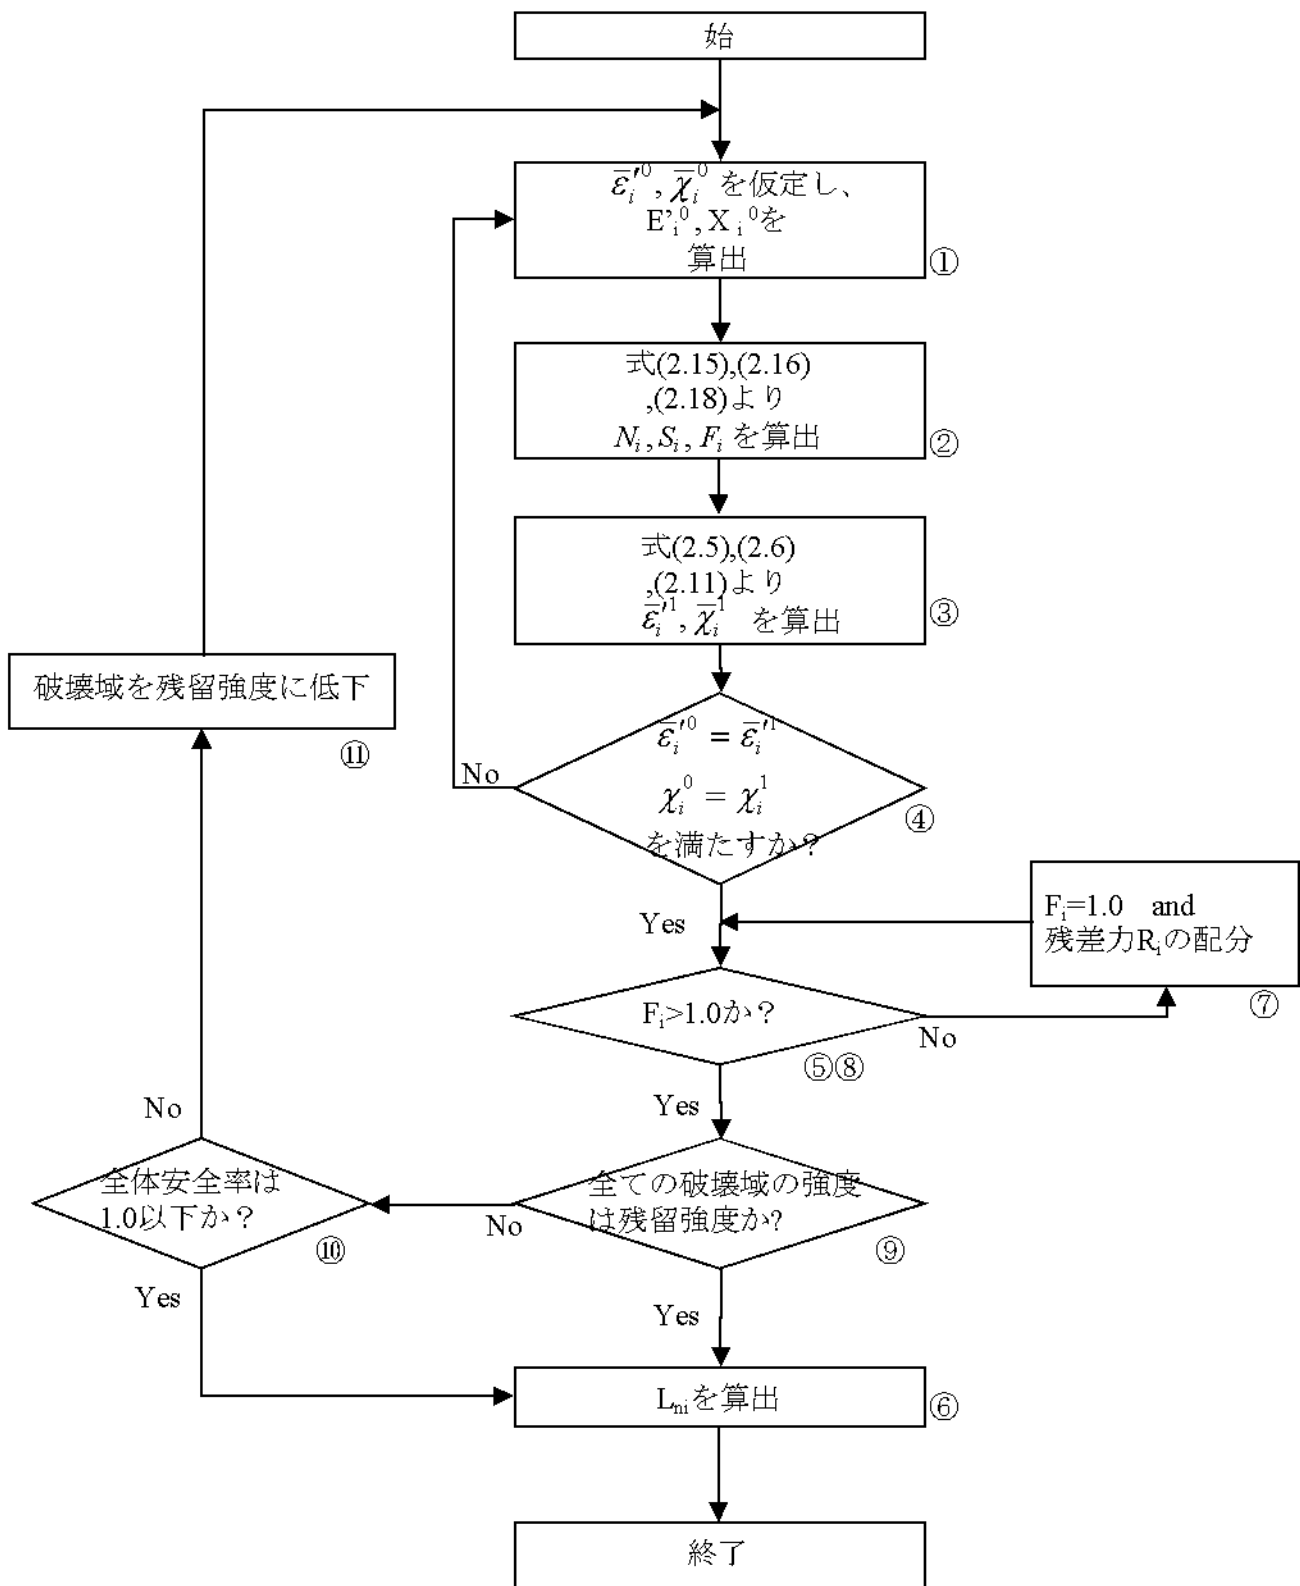 始
ε̅'ᵢ⁰, χ̅ᵢ⁰ を仮定し、
E'ᵢ⁰, Xᵢ⁰を
算出
①
式(2.15),(2.16)
,(2.18)より
Nᵢ, Sᵢ, Fᵢ を算出
②
式(2.5),(2.6)
,(2.11)より
ε̅'ᵢ¹, χ̅ᵢ¹ を算出
③
破壊域を残留強度に低下
⑪
ε̅'ᵢ⁰ = ε̅'ᵢ¹
χᵢ⁰ = χᵢ¹
を満たすか?
④
No
Yes
Fᵢ=1.0 and
残差力Rᵢの配分
⑦
Fᵢ>1.0か?
⑤⑧
No
Yes
全ての破壊域の強度
は残留強度か?
⑨
No
Yes
全体安全率は
1.0以下か?
⑩
No
Yes
Lₙᵢを算出
⑥
終了